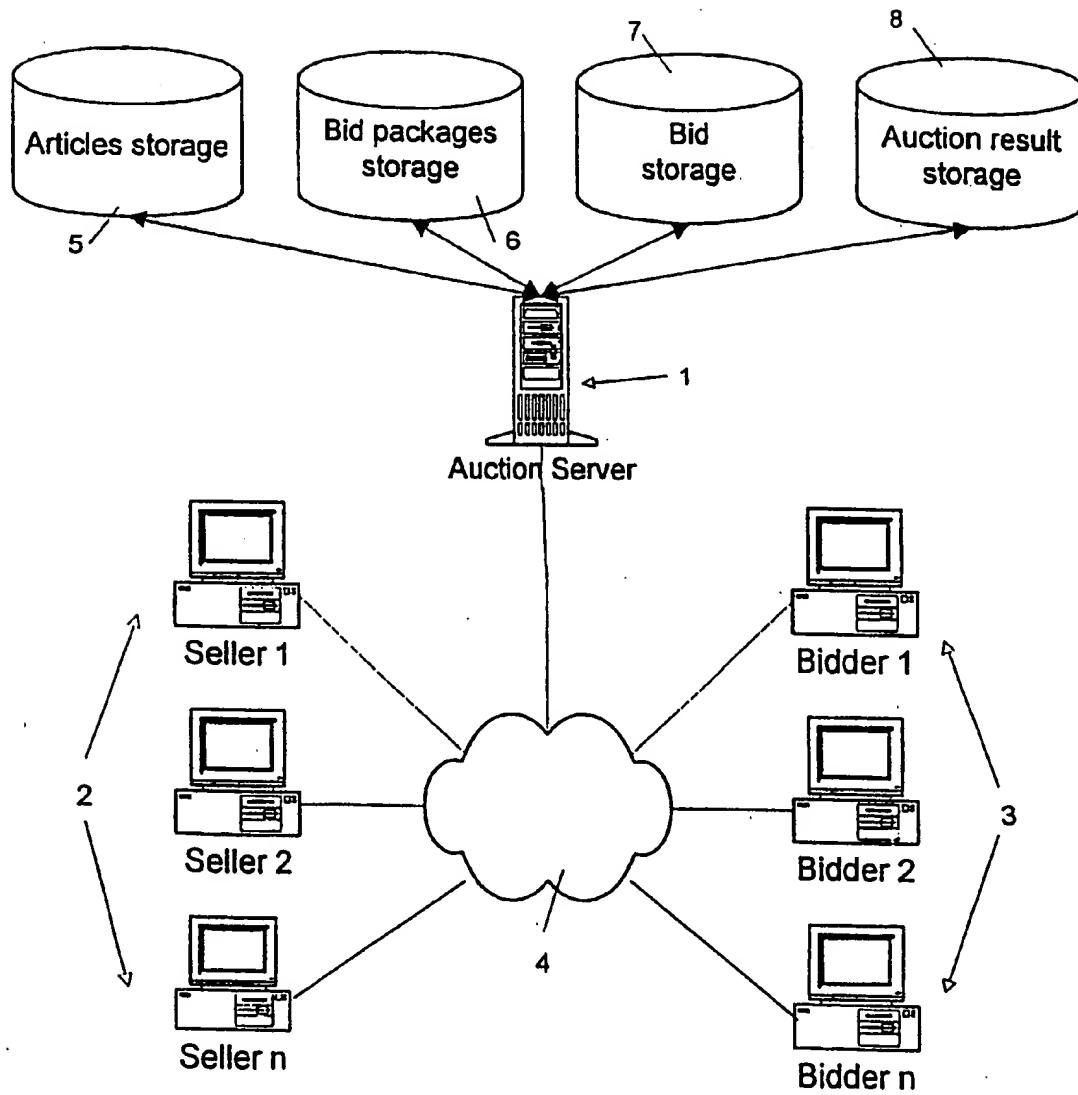 7
8
Articles storage
Bid packages
storage
Bid
storage
Auction result
storage
5
6
1
Auction Server
Seller 1
Bidder 1
2
Seller 2
Bidder 2
3
4
Seller n
Bidder n